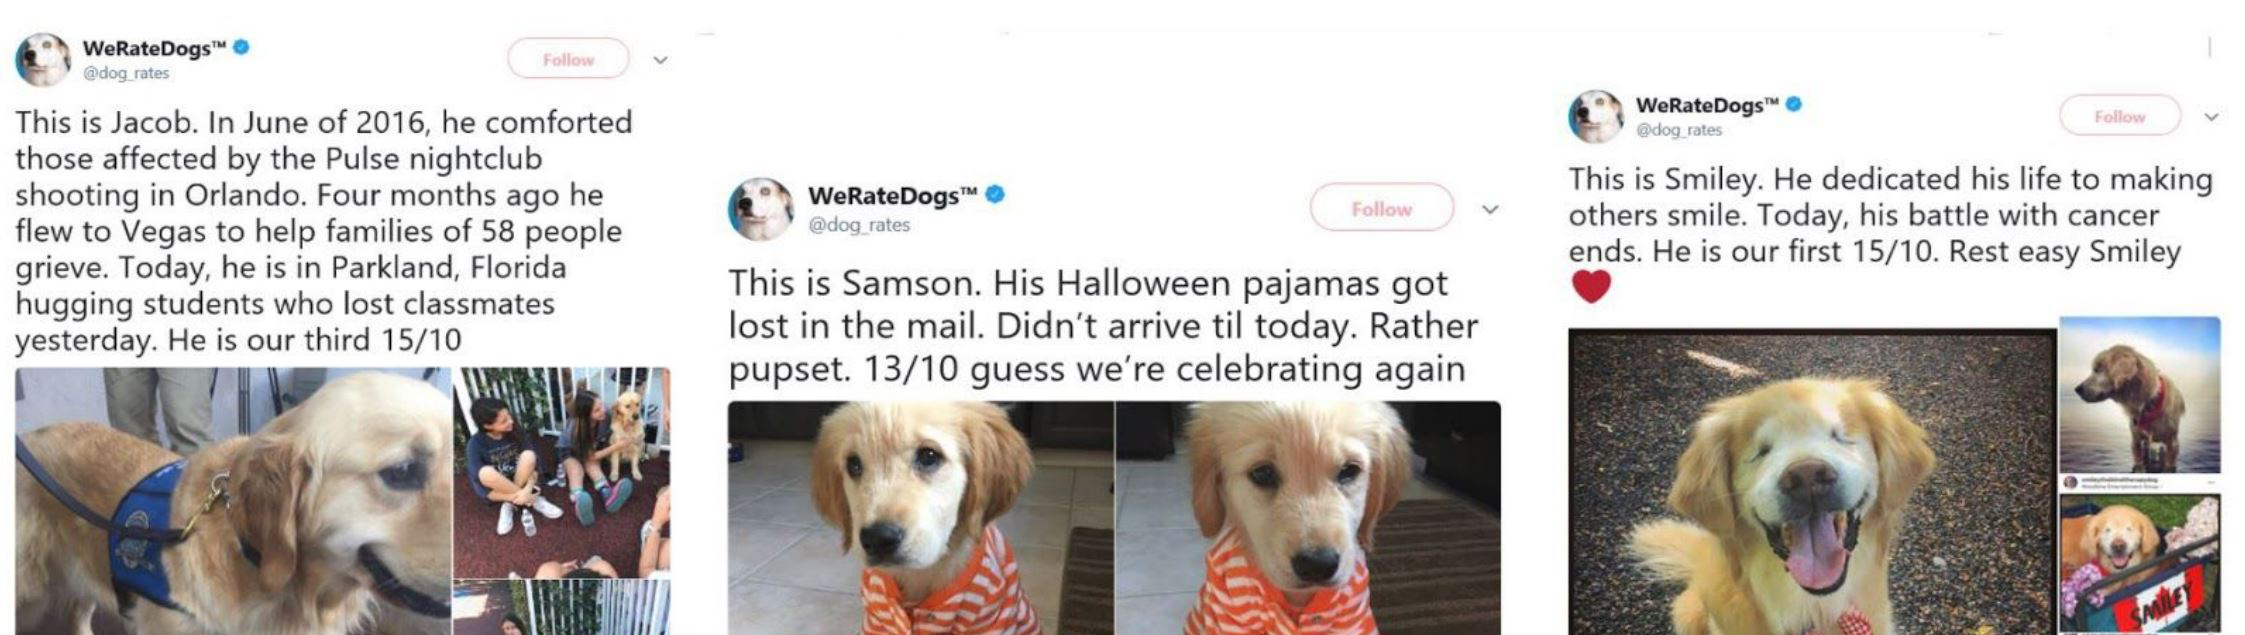 WeRateDogs™
@dog_rates
Follow
This is Jacob. In June of 2016, he comforted
those affected by the Pulse nightclub
shooting in Orlando. Four months ago he
flew to Vegas to help families of 58 people
grieve. Today, he is in Parkland, Florida
hugging students who lost classmates
yesterday. He is our third 15/10
WeRateDogs™
@dog_rates
Follow
This is Samson. His Halloween pajamas got
lost in the mail. Didn't arrive til today. Rather
pupset. 13/10 guess we're celebrating again
WeRateDogs™
@dog_rates
Follow
This is Smiley. He dedicated his life to making
others smile. Today, his battle with cancer
ends. He is our first 15/10. Rest easy Smiley
❤
SMILEY